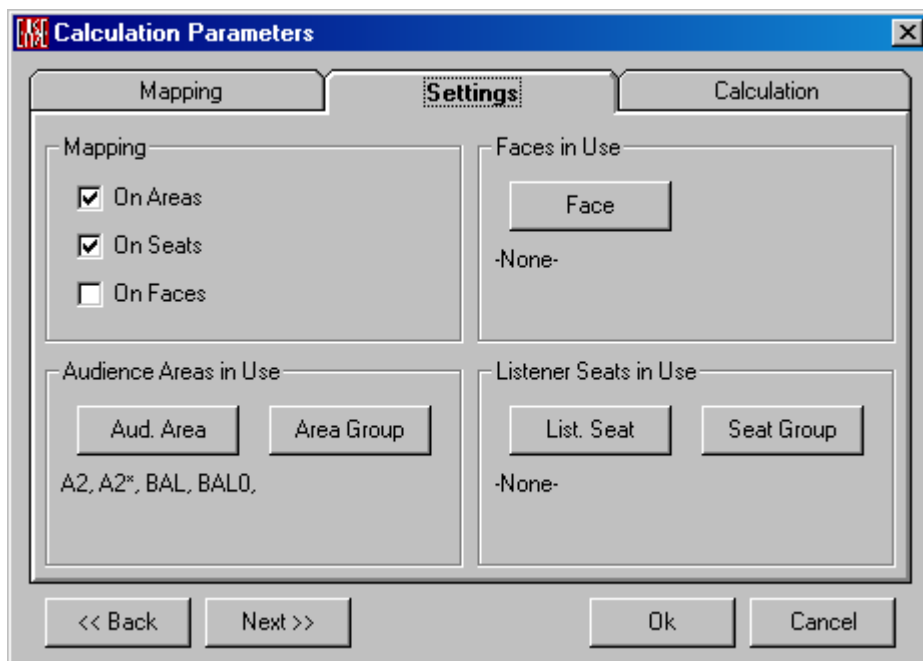 EASE Calculation Parameters
Mapping Settings Calculation
Mapping
On Areas
On Seats
On Faces
Faces in Use
Face
-None-
Audience Areas in Use
Aud. Area Area Group
A2, A2*, BAL, BAL0,
Listener Seats in Use
List. Seat Seat Group
-None-
<< Back Next >> Ok Cancel